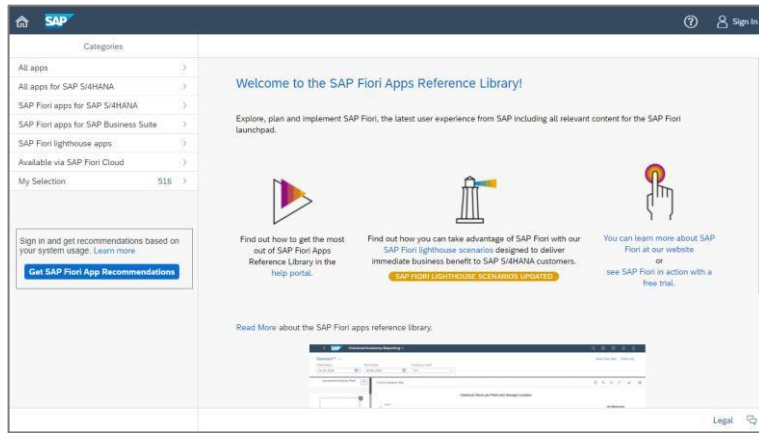 SAP
Sign In
Categories
All apps
All apps for SAP S/4HANA
SAP Fiori apps for SAP S/4HANA
SAP Fiori apps for SAP Business Suite
SAP Fiori lighthouse apps
Available via SAP Fiori Cloud
My Selection 516
Sign in and get recommendations based on
your system usage. Learn more
Get SAP Fiori App Recommendations
Welcome to the SAP Fiori Apps Reference Library!
Explore, plan and implement SAP Fiori, the latest user experience from SAP including all relevant content for the SAP Fiori
launchpad.
Find out how to get the most
out of SAP Fiori Apps
Reference Library in the
help portal.
Find out how you can take advantage of SAP Fiori with our
SAP Fiori lighthouse scenarios designed to deliver
immediate business benefit to SAP S/4HANA customers.
SAP FIORI LIGHTHOUSE SCENARIOS UPDATED
You can learn more about SAP
Fiori at our website
or
see SAP Fiori in action with a
free trial.
Read More about the SAP Fiori apps reference library.
SAP
Chemical Stock per Plant and Storage Location
Legal